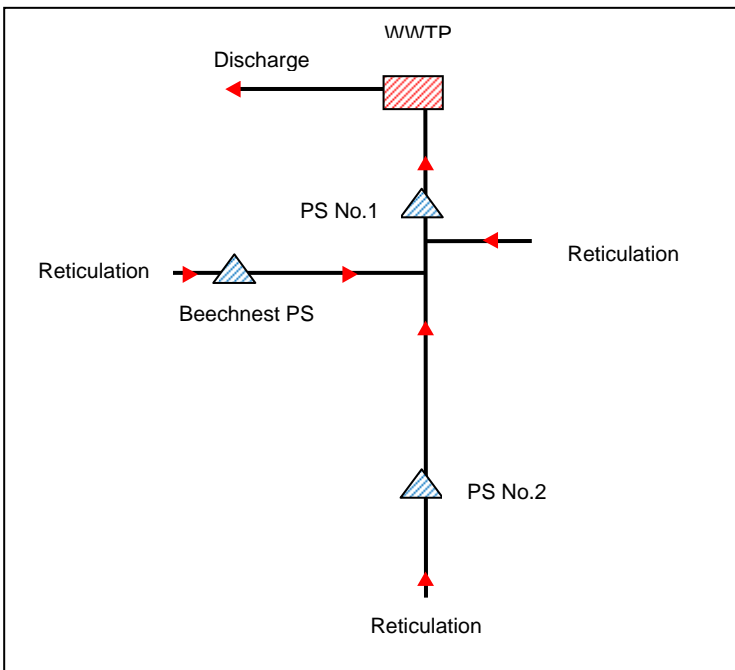 WWTP
Discharge
PS No.1
Reticulation
Reticulation
Beechnest PS
PS No.2
Reticulation